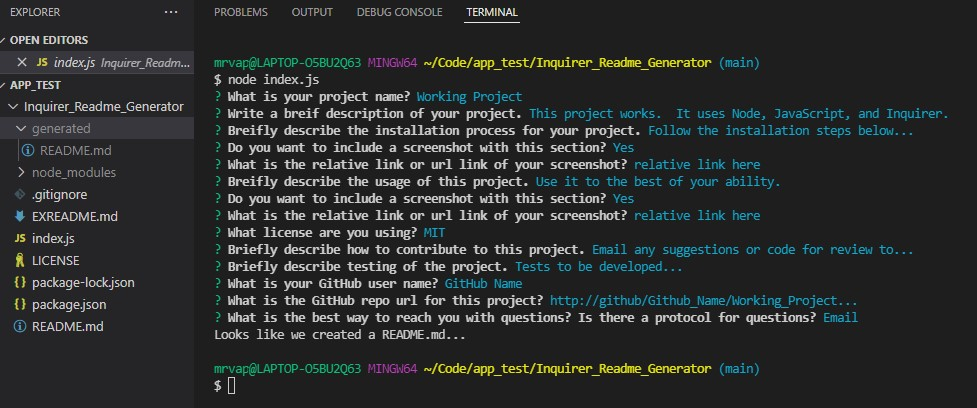 EXPLORER ...
OPEN EDITORS
index.js Inquirer_Readm...
APP_TEST
Inquirer_Readme_Generator
generated
README.md
node_modules
.gitignore
EXREADME.md
JS index.js
LICENSE
{} package-lock.json
{} package.json
README.md
PROBLEMS OUTPUT DEBUG CONSOLE TERMINAL
mrvap@LAPTOP-O5BU2Q63 MINGW64 ~/Code/app_test/Inquirer_Readme_Generator (main)
$ node index.js
? What is your project name? Working Project
? Write a breif description of your project. This project works.  It uses Node, JavaScript, and Inquirer.
? Breifly describe the installation process for your project. Follow the installation steps below...
? Do you want to include a screenshot with this section? Yes
? What is the relative link or url link of your screenshot? relative link here
? Breifly describe the usage of this project. Use it to the best of your ability.
? Do you want to include a screenshot with this section? Yes
? What is the relative link or url link of your screenshot? relative link here
? What license are you using? MIT
? Briefly describe how to contribute to this project. Email any suggestions or code for review to...
? Briefly describe testing of the project. Tests to be developed...
? What is your GitHub user name? GitHub Name
? What is the GitHub repo url for this project? http://github/Github_Name/Working_Project...
? What is the best way to reach you with questions? Is there a protocol for questions? Email
Looks like we created a README.md...
mrvap@LAPTOP-O5BU2Q63 MINGW64 ~/Code/app_test/Inquirer_Readme_Generator (main)
$